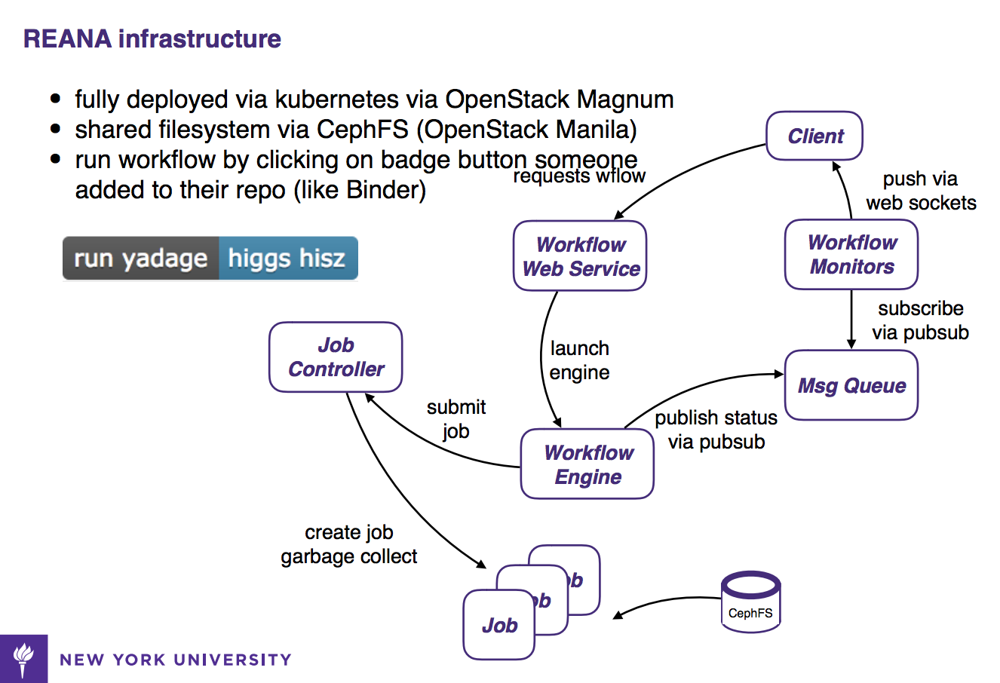 REANA infrastructure
• fully deployed via kubernetes via OpenStack Magnum
• shared filesystem via CephFS (OpenStack Manila)
• run workflow by clicking on badge button someone
added to their repo (like Binder)
run yadage higgs hisz
Client
requests wflow
push via
web sockets
Workflow
Web Service
Workflow
Monitors
subscribe
via pubsub
launch
engine
Job
Controller
Msg Queue
submit
job
publish status
via pubsub
Workflow
Engine
create job
garbage collect
ob
ob
Job
CephFS
NEW YORK UNIVERSITY